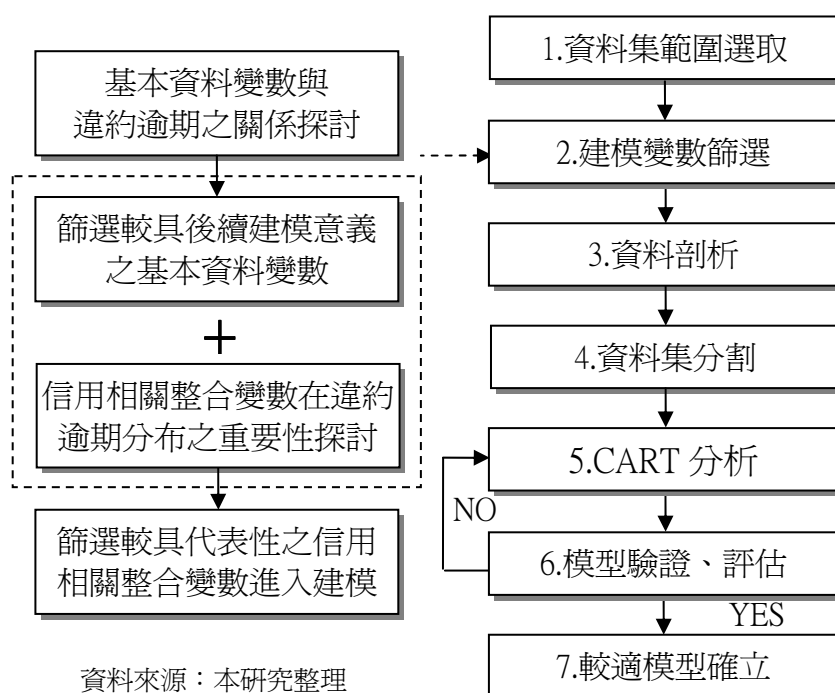 基本資料變數與
違約逾期之關係探討
篩選較具後續建模意義
之基本資料變數
+
信用相關整合變數在違約
逾期分布之重要性探討
篩選較具代表性之信用
相關整合變數進入建模
資料來源：本研究整理
1.資料集範圍選取
2.建模變數篩選
3.資料剖析
4.資料集分割
5.CART 分析
NO
6.模型驗證、評估
YES
7.較適模型確立